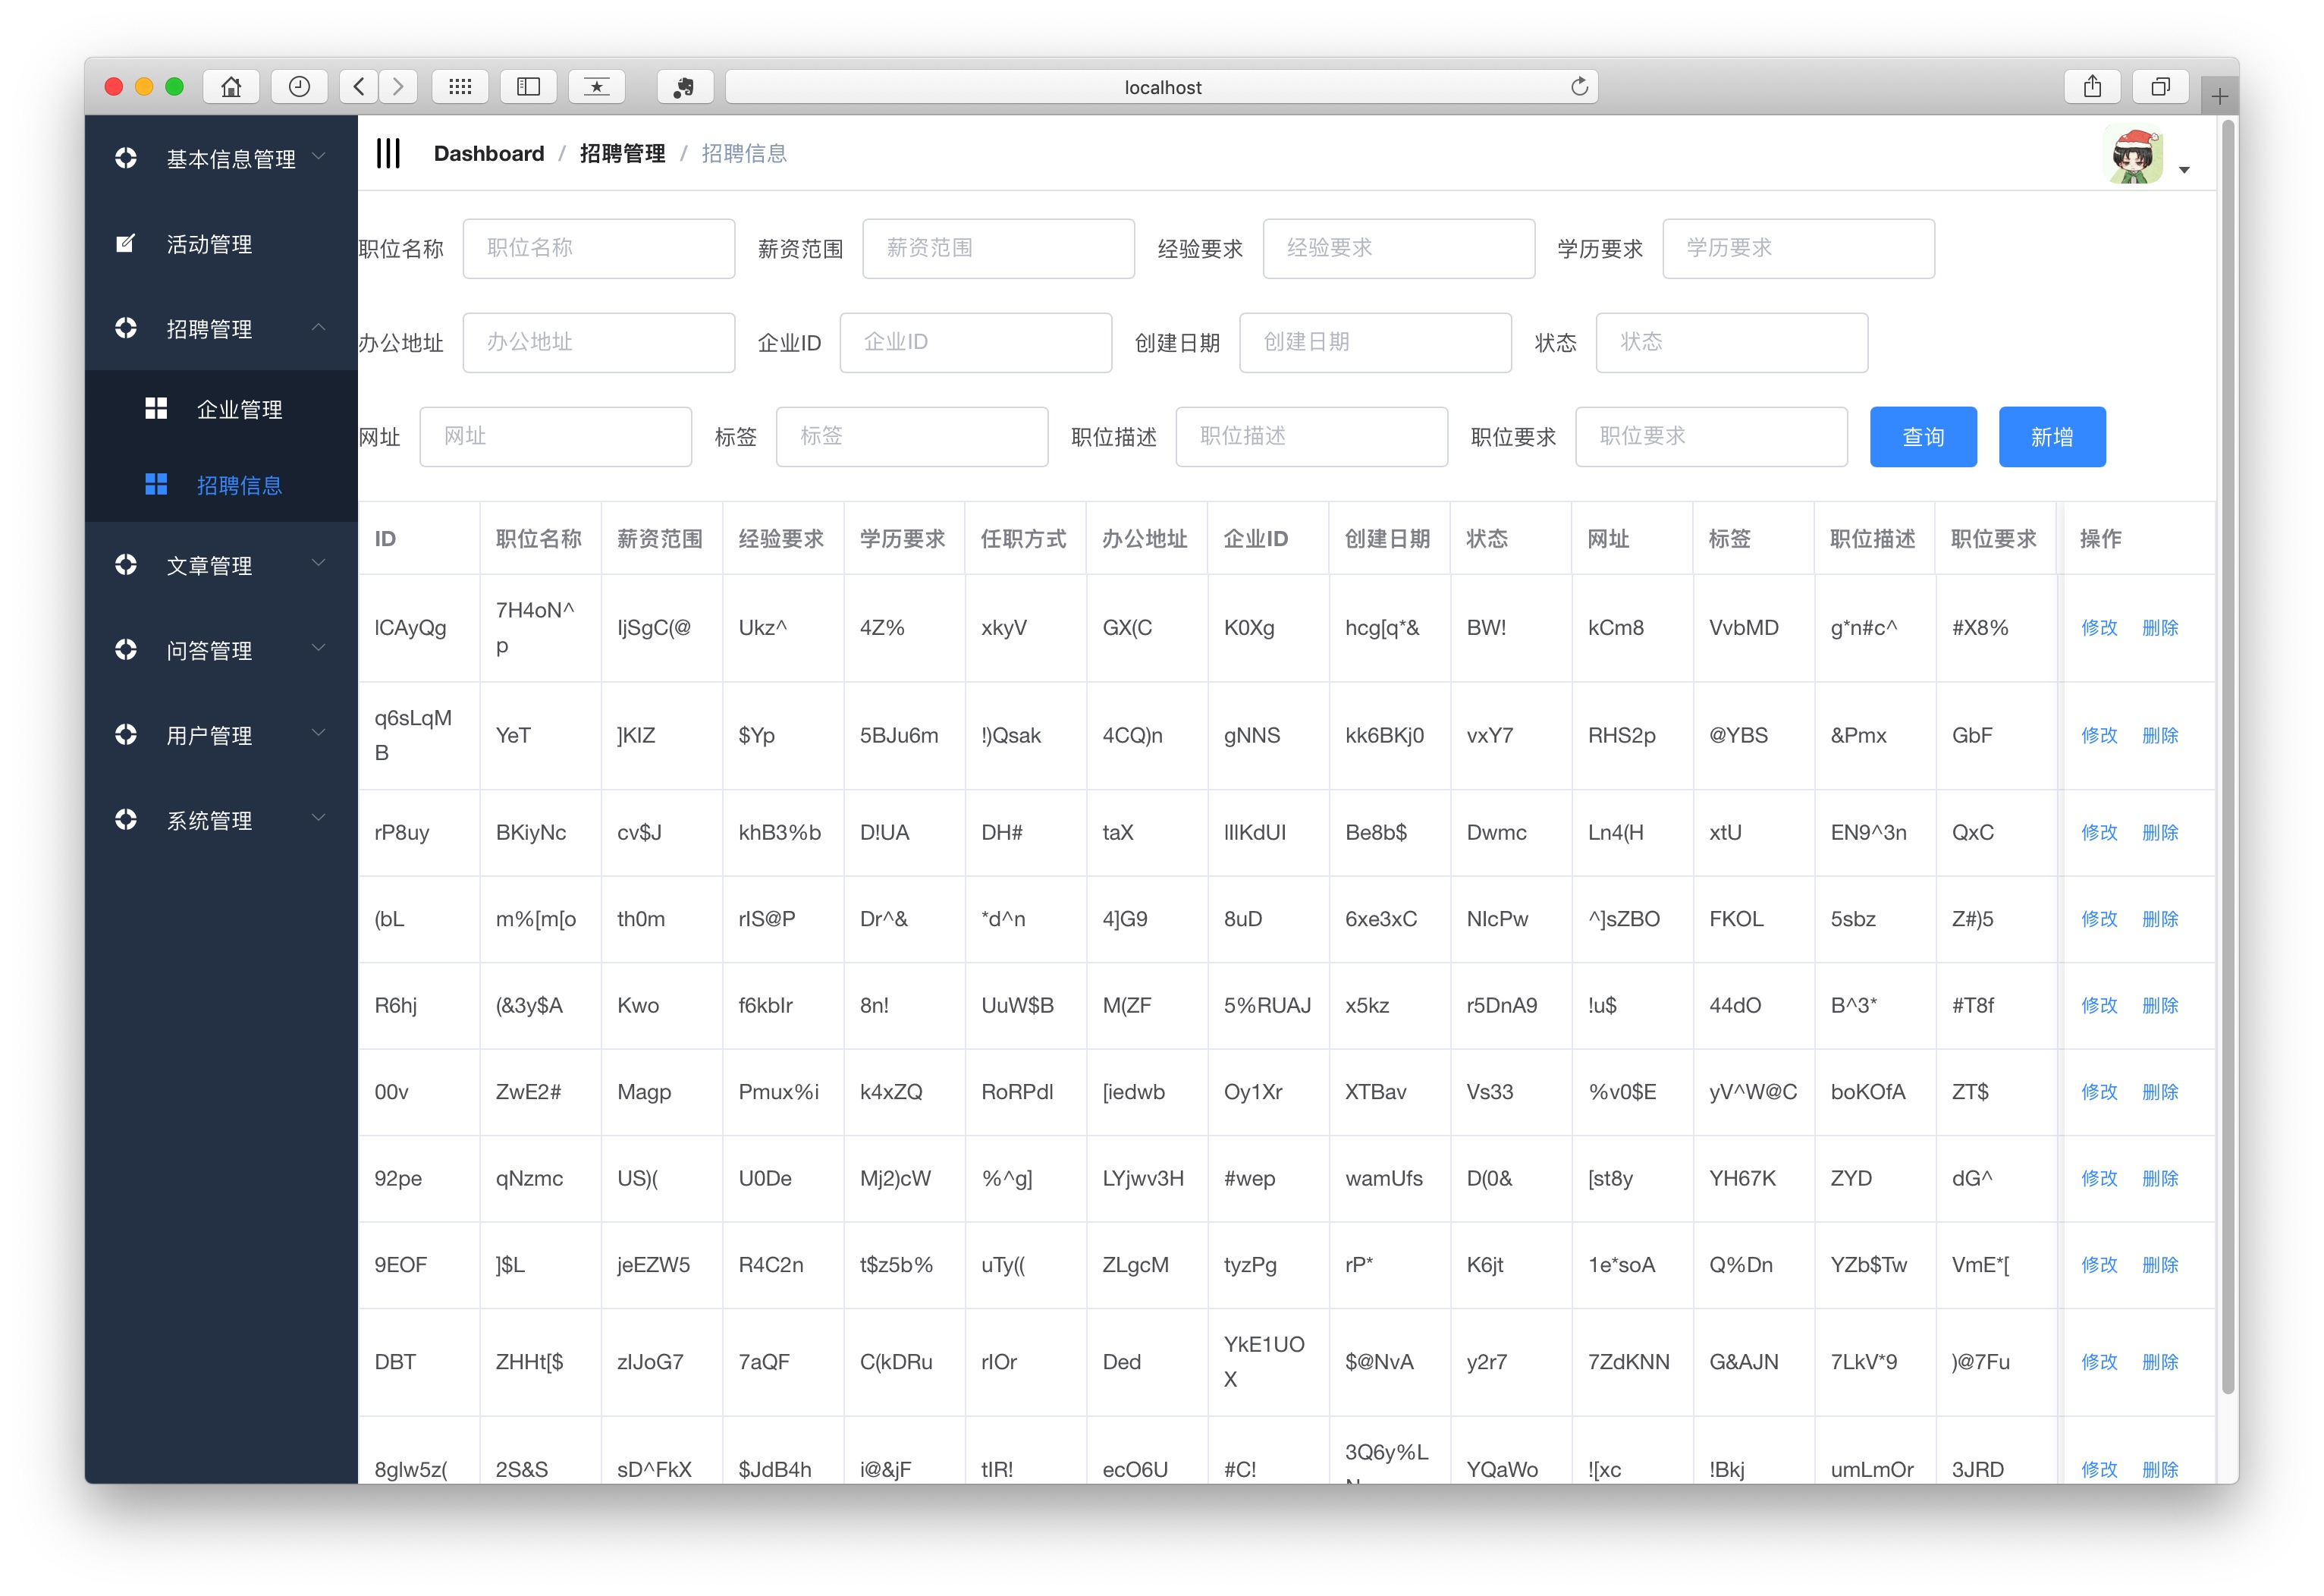 localhost
基本信息管理
活动管理
招聘管理
企业管理
招聘信息
文章管理
问答管理
用户管理
系统管理
Dashboard / 招聘管理 / 招聘信息
职位名称 职位名称 薪资范围 薪资范围 经验要求 经验要求 学历要求 学历要求
办公地址 办公地址 企业ID 企业ID 创建日期 创建日期 状态 状态
网址 网址 标签 标签 职位描述 职位描述 职位要求 职位要求 查询 新增
ID 职位名称 薪资范围 经验要求 学历要求 任职方式 办公地址 企业ID 创建日期 状态 网址 标签 职位描述 职位要求 操作
lCAyQg 7H4oN^p IjSgC(@ Ukz^ 4Z% xkyV GX(C K0Xg hcg[q*& BW! kCm8 VvbMD g*n#c^ #X8% 修改 删除
q6sLqMB YeT ]KIZ $Yp 5BJu6m !)Qsak 4CQ)n gNNS kk6BKj0 vxY7 RHS2p @YBS &Pmx GbF 修改 删除
rP8uy BKiyNc cv$J khB3%b D!UA DH# taX lllKdUI Be8b$ Dwmc Ln4(H xtU EN9^3n QxC 修改 删除
(bL m%[m[o th0m rIS@P Dr^& *d^n 4]G9 8uD 6xe3xC NIcPw ^]sZBO FKOL 5sbz Z#)5 修改 删除
R6hj (&3y$A Kwo f6kbIr 8n! UuW$B M(ZF 5%RUAJ x5kz r5DnA9 !u$ 44dO B^3* #T8f 修改 删除
00v ZwE2# Magp Pmux%i k4xZQ RoRPdl [iedwb Oy1Xr XTBav Vs33 %v0$E yV^W@C boKOfA ZT$ 修改 删除
92pe qNzmc US)( U0De Mj2)cW %^g] LYjwv3H #wep wamUfs D(0& [st8y YH67K ZYD dG^ 修改 删除
9EOF ]$L jeEZW5 R4C2n t$z5b% uTy(( ZLgcM tyzPg rP* K6jt 1e*soA Q%Dn YZb$Tw VmE*[ 修改 删除
DBT ZHHt[$ zIJoG7 7aQF C(kDRu rIOr Ded YkE1UOX $@NvA y2r7 7ZdKNN G&AJN 7LkV*9 )@7Fu 修改 删除
8glw5z( 2S&S sD^FkX $JdB4h i@&jF tIR! ecO6U #C! 3Q6y%L YQaWo ![xc !Bkj umLmOr 3JRD 修改 删除